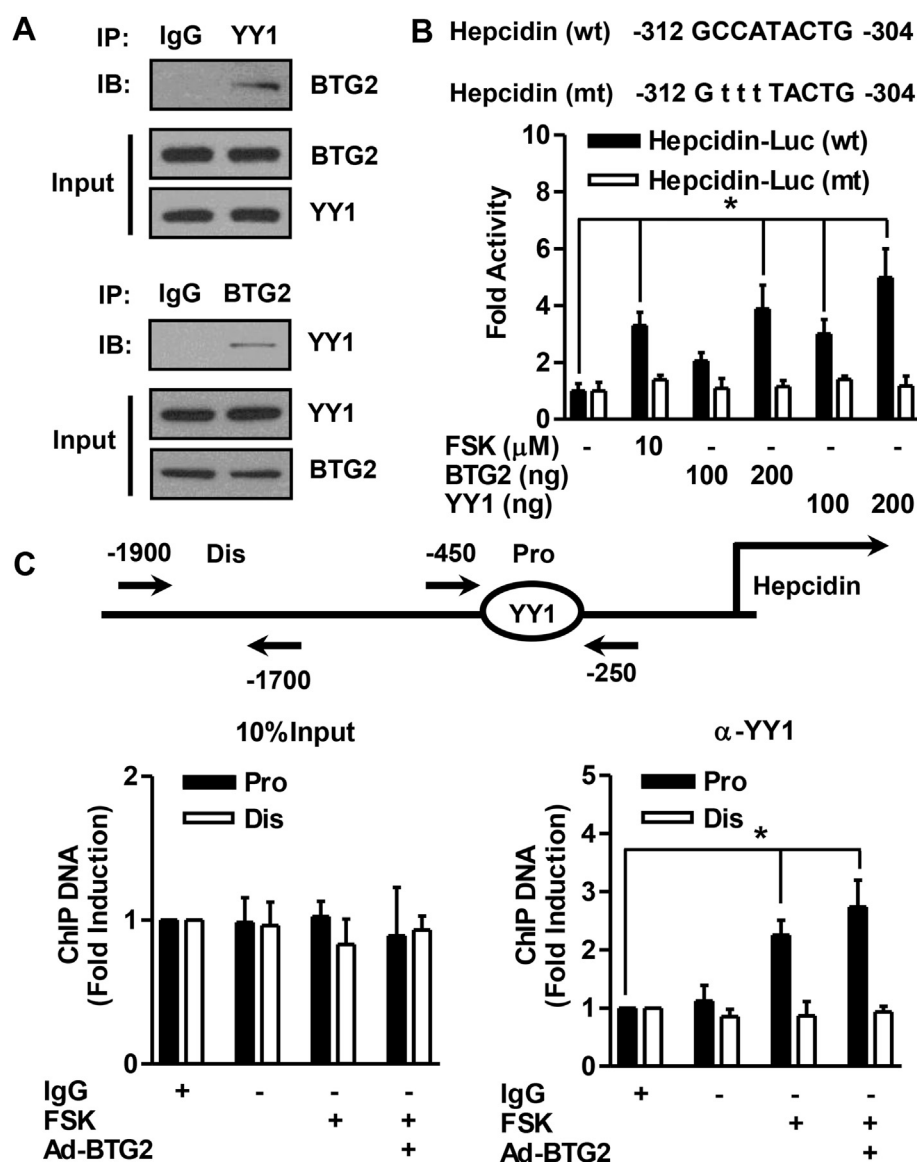 A
IP: IgG YY1
IB: BTG2
Input BTG2
YY1
IP: IgG BTG2
IB: YY1
Input YY1
BTG2
B
Hepcidin (wt) -312 GCCATACTG -304
Hepcidin (mt) -312 G t t t TACTG -304
Hepcidin-Luc (wt)
Hepcidin-Luc (mt)
*
Fold Activity
10
8
6
4
2
0
FSK (μM) - 10 - - - -
BTG2 (ng) 100 200
YY1 (ng) 100 200
C
-1900 Dis -450 Pro
Hepcidin
YY1
-1700 -250
10%Input
Pro
Dis
ChIP DNA
(Fold Induction)
2
1
0
IgG + - - -
FSK + +
Ad-BTG2 +
α-YY1
Pro
Dis
*
ChIP DNA
(Fold Induction)
5
4
3
2
1
0
IgG + - - -
FSK + +
Ad-BTG2 +